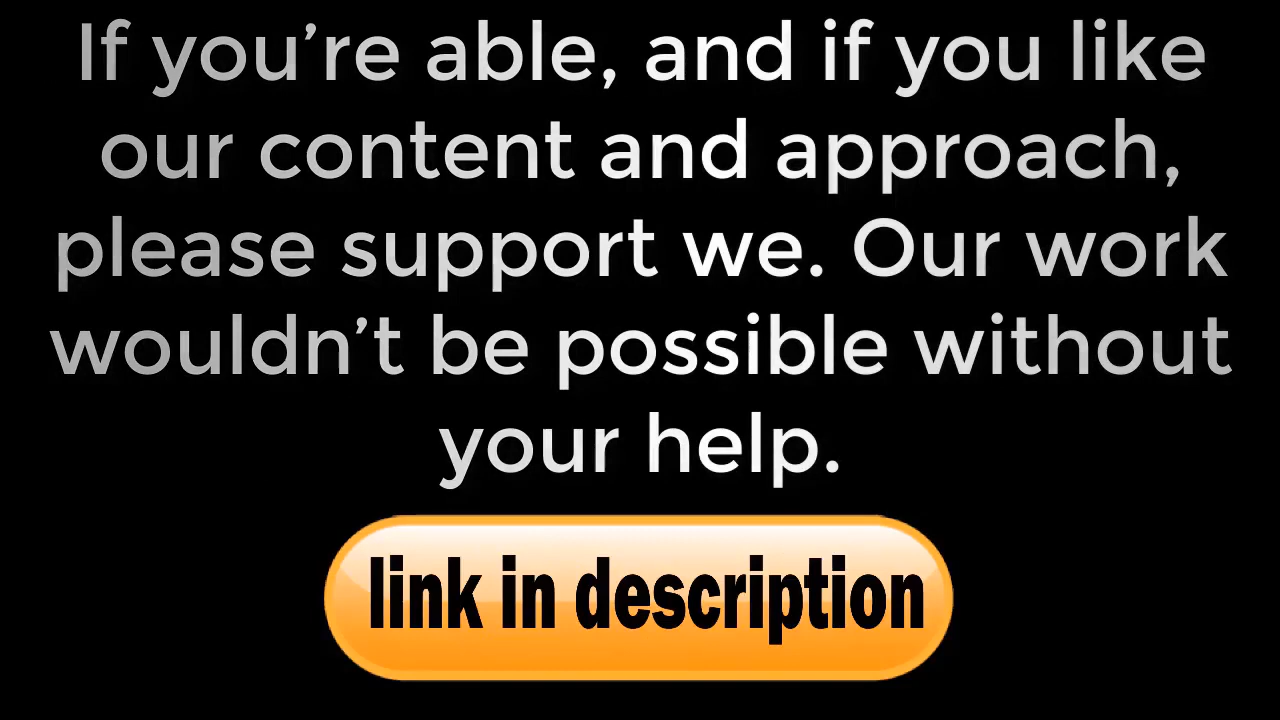 If you’re able, and if you like
our content and approach,
please support we. Our work
wouldn’t be possible without
your help.
link in description